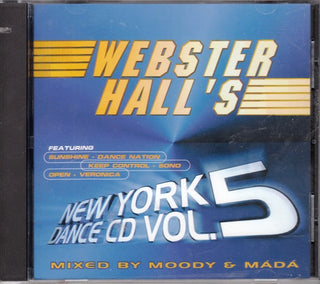 WEBSTER
HALL'S
FEATURING
SUNSHINE - DANCE NATION
KEEP CONTROL - SONO
OPEN - VERONICA
NEW YORK
DANCE CD VOL.5
MIXED BY MOODY & MÁDÁ